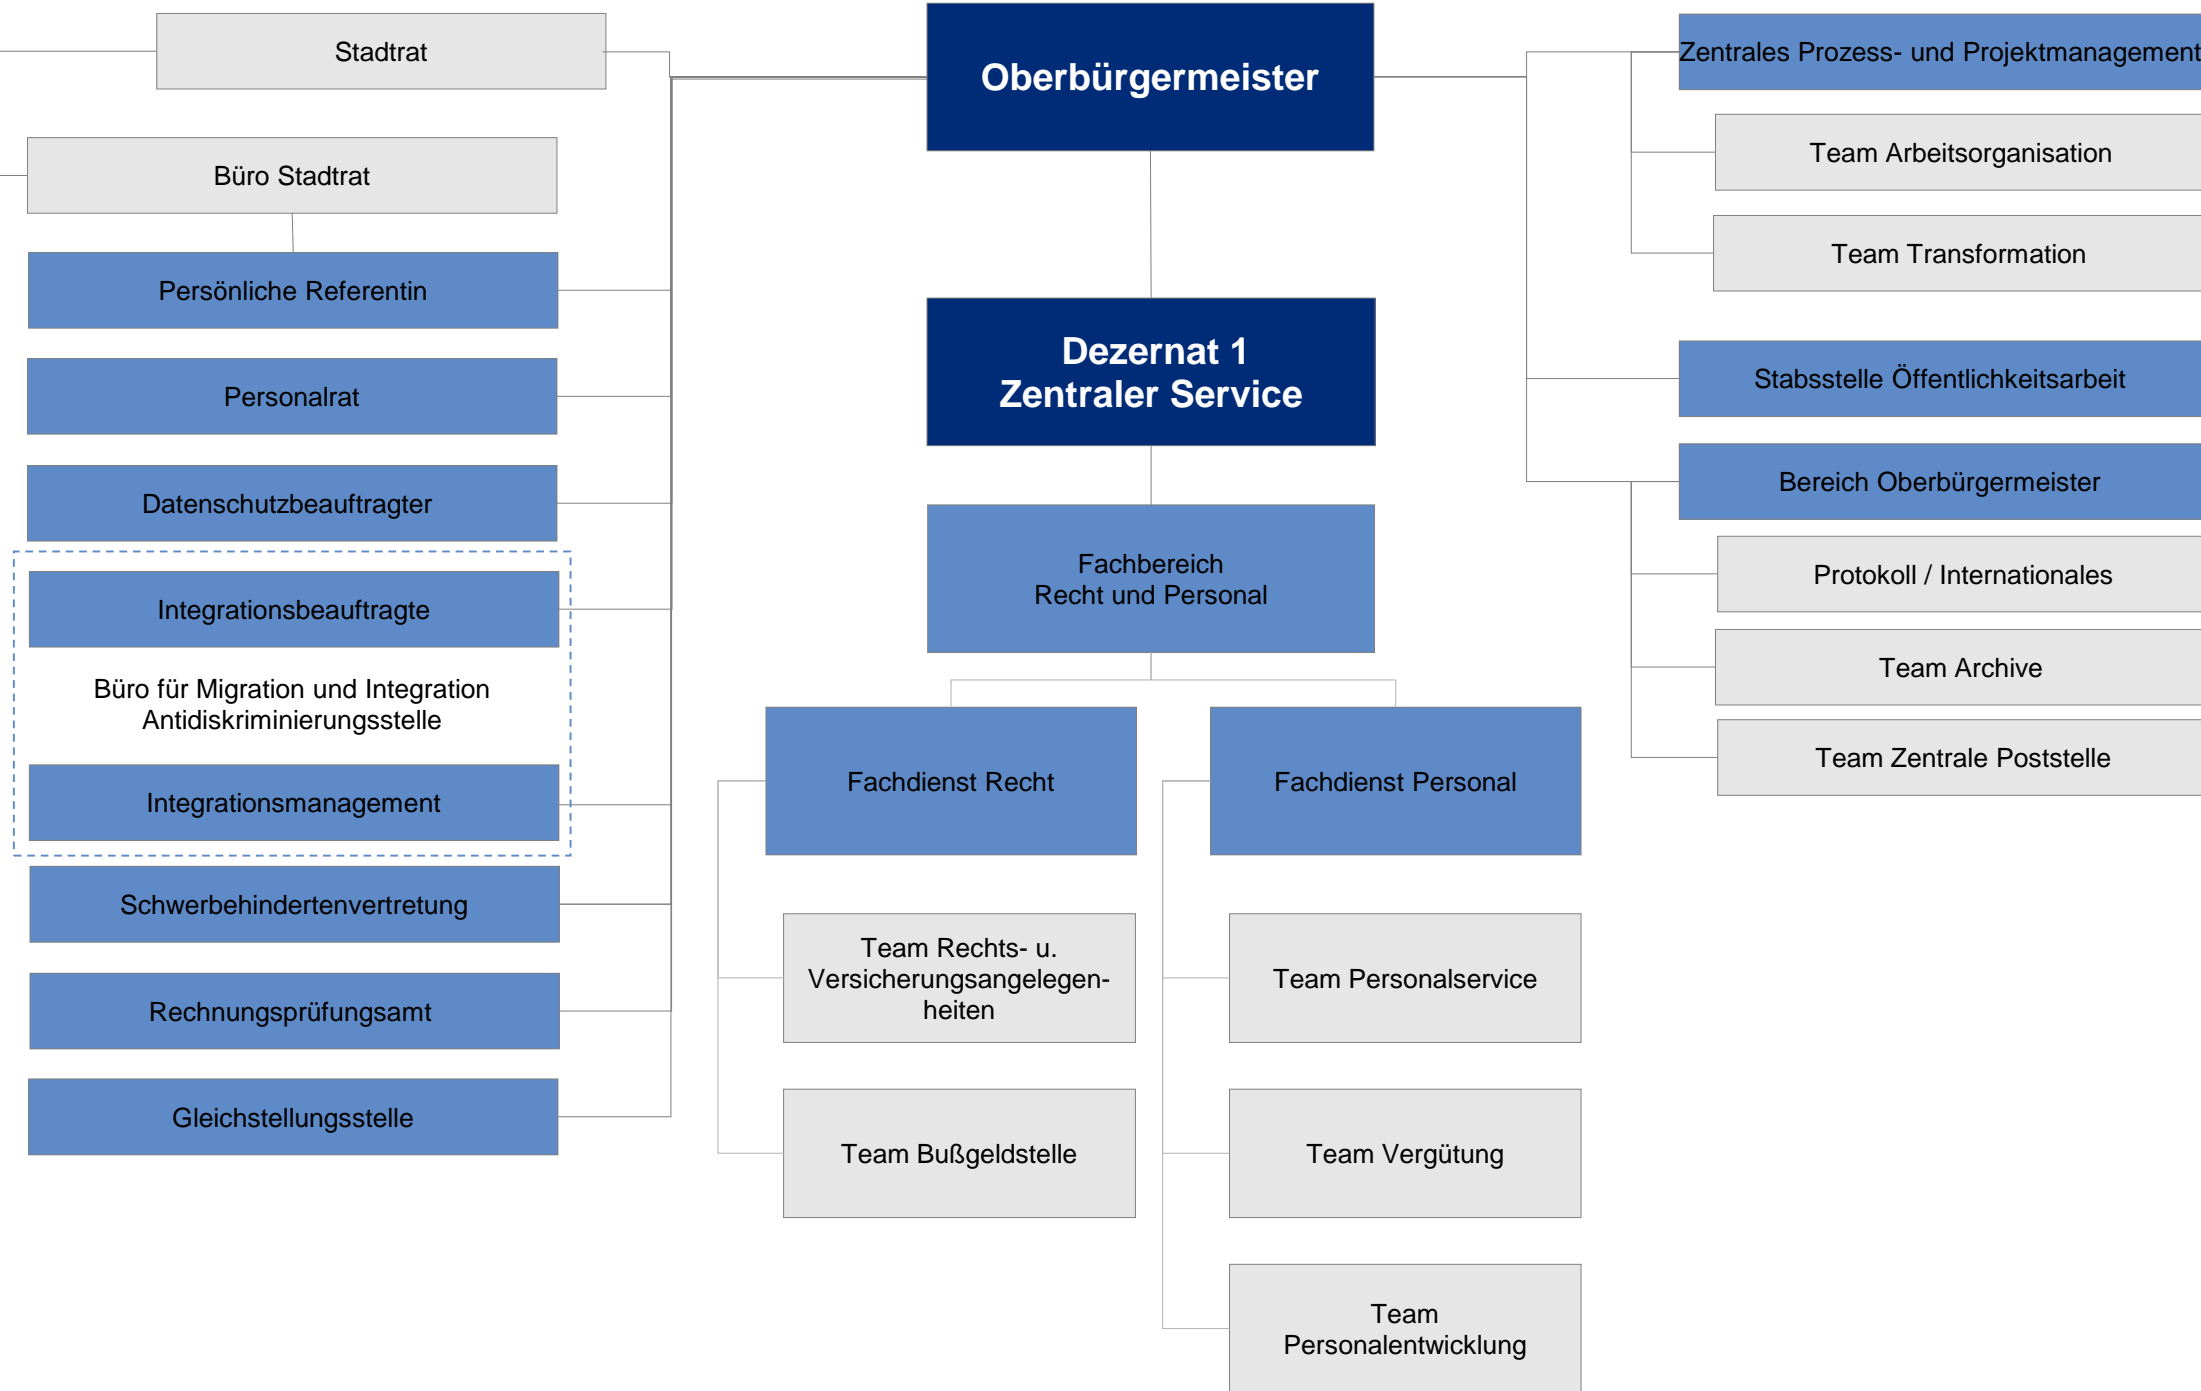 Stadtrat
Büro Stadtrat
Persönliche Referentin
Personalrat
Datenschutzbeauftragter
Integrationsbeauftragte
Büro für Migration und Integration
Antidiskriminierungsstelle
Integrationsmanagement
Schwerbehindertenvertretung
Rechnungsprüfungsamt
Gleichstellungsstelle
Oberbürgermeister
Dezernat 1
Zentraler Service
Fachbereich
Recht und Personal
Fachdienst Recht
Team Rechts- u.
Versicherungsangelegen-
heiten
Team Bußgeldstelle
Fachdienst Personal
Team Personalservice
Team Vergütung
Team
Personalentwicklung
Zentrales Prozess- und Projektmanagement
Team Arbeitsorganisation
Team Transformation
Stabsstelle Öffentlichkeitsarbeit
Bereich Oberbürgermeister
Protokoll / Internationales
Team Archive
Team Zentrale Poststelle